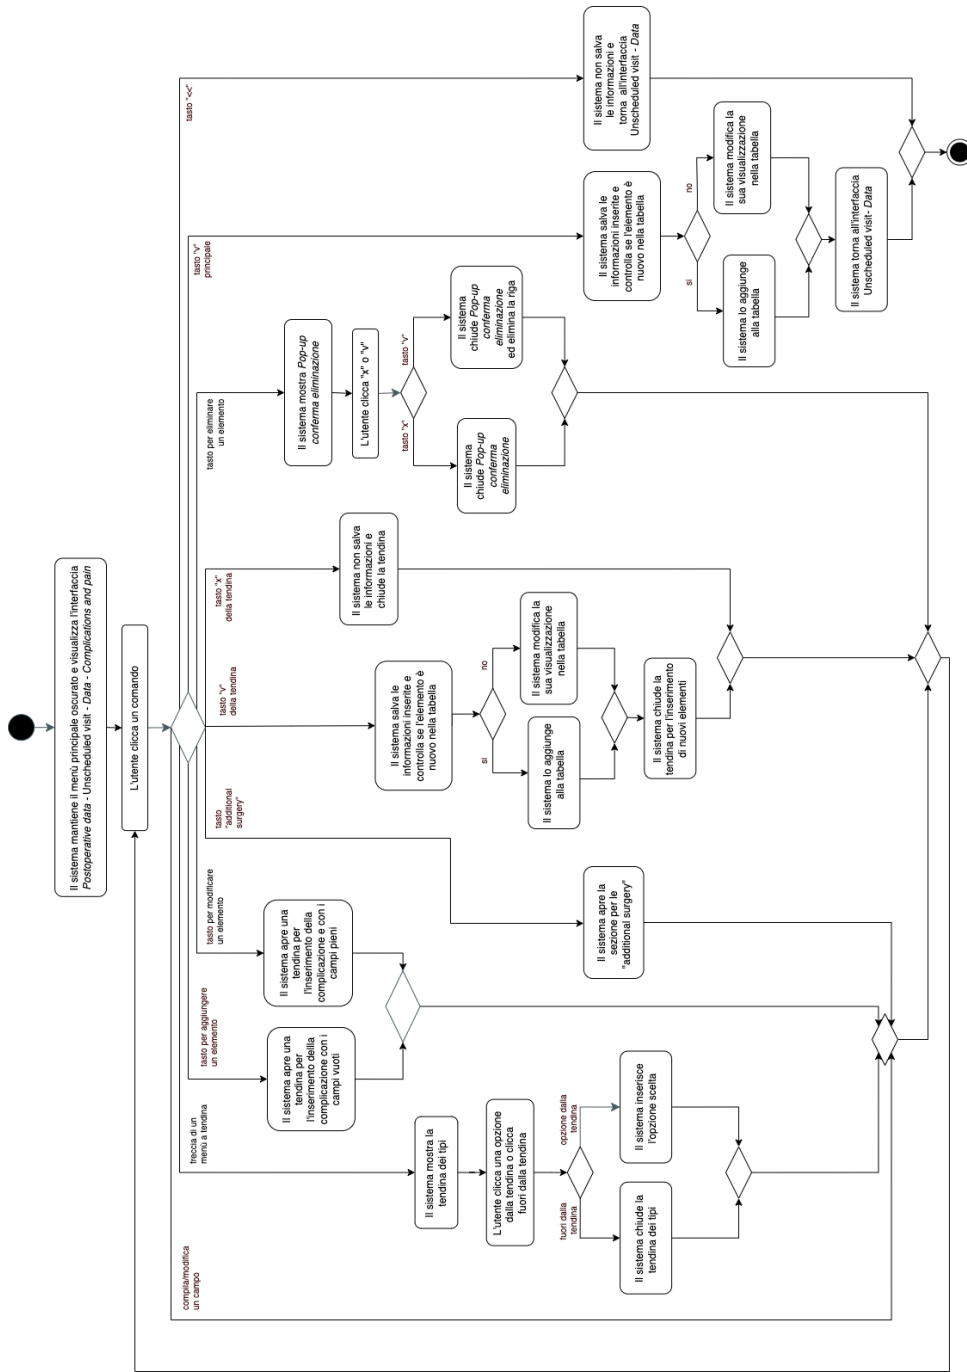 Il sistema mantiene il menù principale oscurato e visualizza l'interfaccia
Postoperative data - Unscheduled visit - Data - Complications and pain
L'utente clicca un comando
compila/modifica
un campo
freccia di un
menù a tendina
tasto per aggiungere
un elemento
tasto per modificare
un elemento
tasto
"additional
surgery"
tasto "v"
della tendina
tasto "x"
della tendina
tasto per eliminare
un elemento
tasto "v"
principale
tasto "<<"
Il sistema mostra la
tendina dei tipi
L'utente clicca una opzione
dalla tendina o clicca
fuori dalla tendina
fuori dalla
tendina
opzione dalla
tendina
Il sistema chiude la
tendina dei tipi
Il sistema inserisce
l'opzione scelta
Il sistema apre una
tendina per
l'inserimento dellla
complicazione con i
campi vuoti
Il sistema apre una
tendina per
l'inserimento della
complicazione e con i
campi pieni
Il sistema apre la
sezione per le
"additional surgery"
Il sistema salva le
informazioni inserite e
controlla se l'elemento è
nuovo nella tabella
si
no
Il sistema lo aggiunge
alla tabella
Il sistema modifica la
sua visualizzazione
nella tabella
Il sistema chiude la
tendina per l'inserimento
di nuovi elementi
Il sistema non salva
le informazioni e
chiude la tendina
Il sistema mostra Pop-up
conferma eliminazione
L'utente clicca "x" o "v"
tasto "x"
tasto "v"
Il sistema
chiude Pop-up
conferma
eliminazione
Il sistema
chiude Pop-up
conferma
eliminazione
ed elimina la riga
Il sistema salva le
informazioni inserite e
controlla se l'elemento è
nuovo nella tabella
si
no
Il sistema lo aggiunge
alla tabella
Il sistema modifica la
sua visualizzazione
nella tabella
Il sistema torna all'interfaccia
Unscheduled visit- Data
Il sistema non salva
le informazioni e
torna all'interfaccia
Unscheduled visit - Data